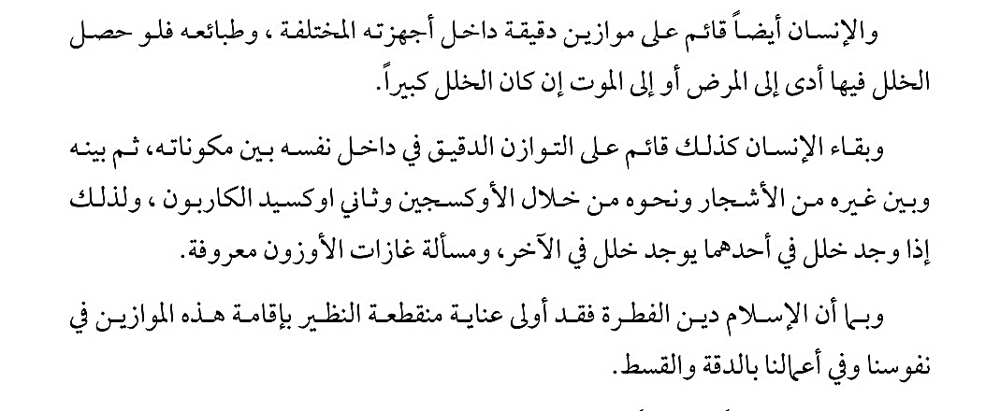 والإنسان أيضاً قائم على موازين دقيقة داخل أجهزته المختلفة ، وطبائعه فلو حصل
الخلل فيها أدى إلى المرض أو إلى الموت إن كان الخلل كبيراً.
وبقاء الإنسان كذلك قائم على التوازن الدقيق في داخل نفسه بين مكوناته، ثم بينه
وبين غيره من الأشجار ونحوه من خلال الأوكسجين وثاني اوكسيد الكاربون ، ولذلك
إذا وجد خلل في أحدهما يوجد خلل في الآخر، ومسألة غازات الأوزون معروفة.
وبما أن الإسلام دين الفطرة فقد أولى عناية منقطعة النظير بإقامة هذه الموازين في
نفوسنا وفي أعمالنا بالدقة والقسط.